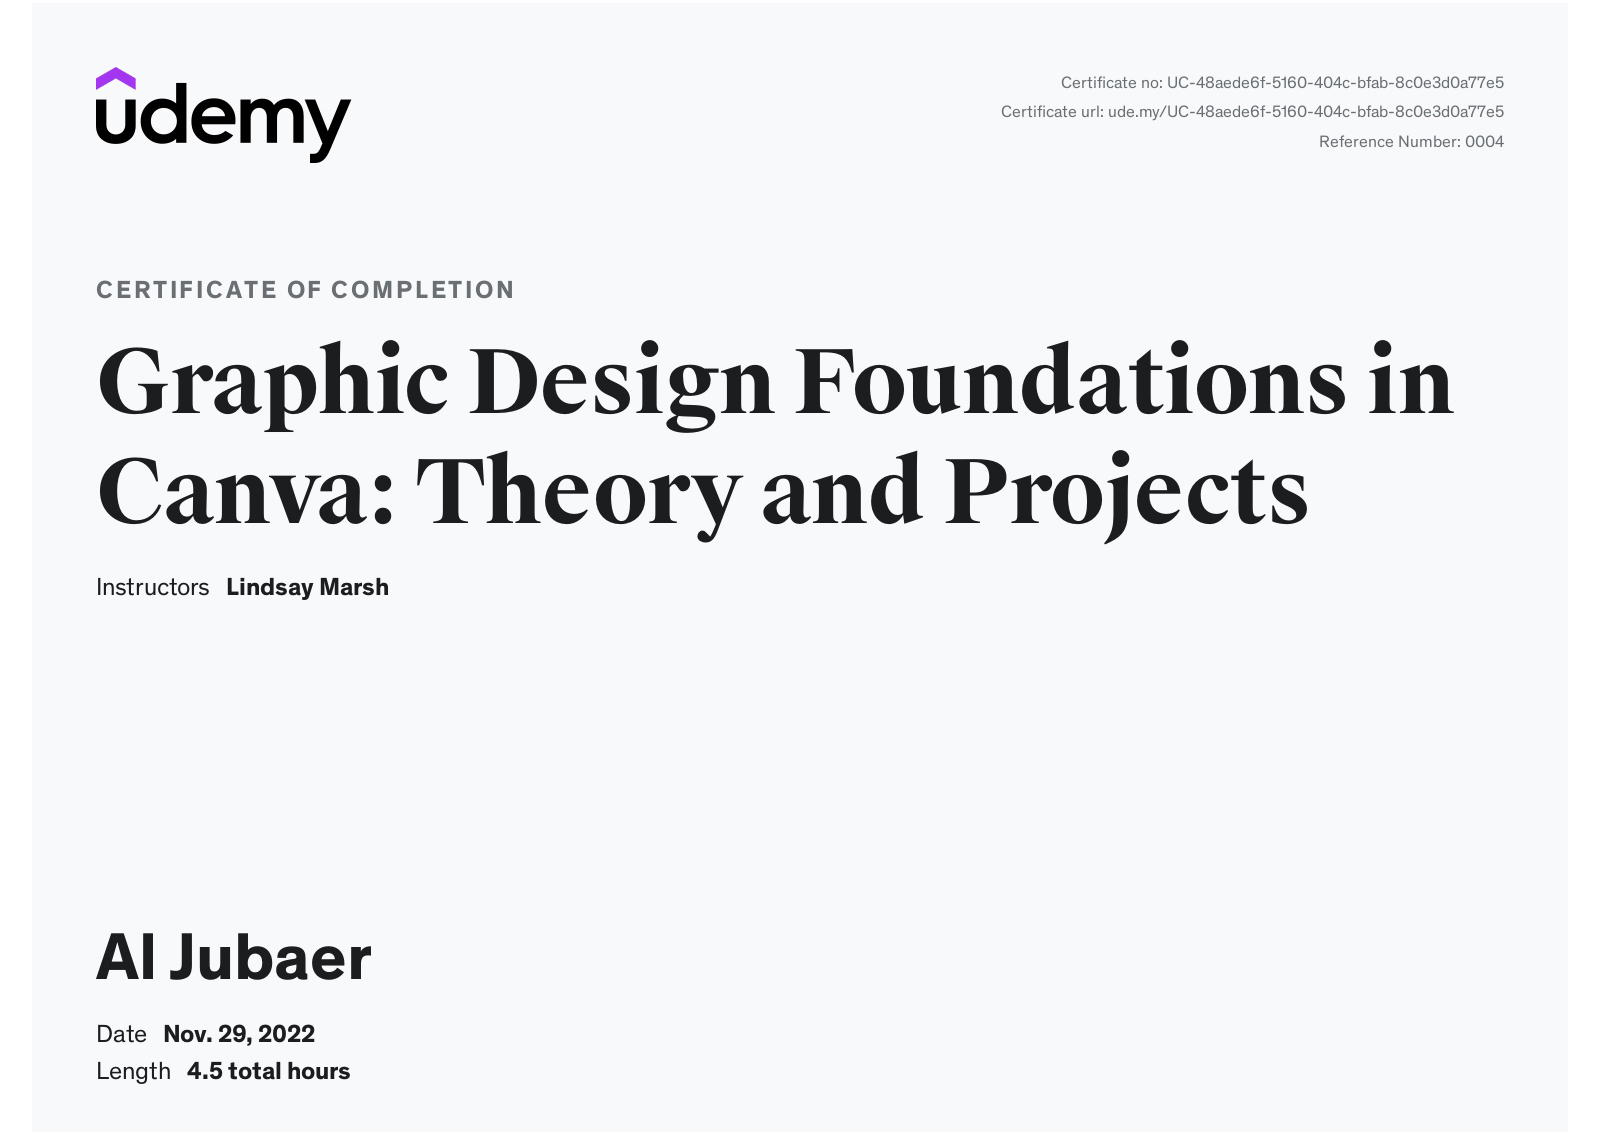 udemy
Certificate no: UC-48aede6f-5160-404c-bfab-8c0e3d0a77e5
Certificate url: ude.my/UC-48aede6f-5160-404c-bfab-8c0e3d0a77e5
Reference Number: 0004
CERTIFICATE OF COMPLETION
Graphic Design Foundations in
Canva: Theory and Projects
Instructors Lindsay Marsh
Al Jubaer
Date Nov. 29, 2022
Length 4.5 total hours